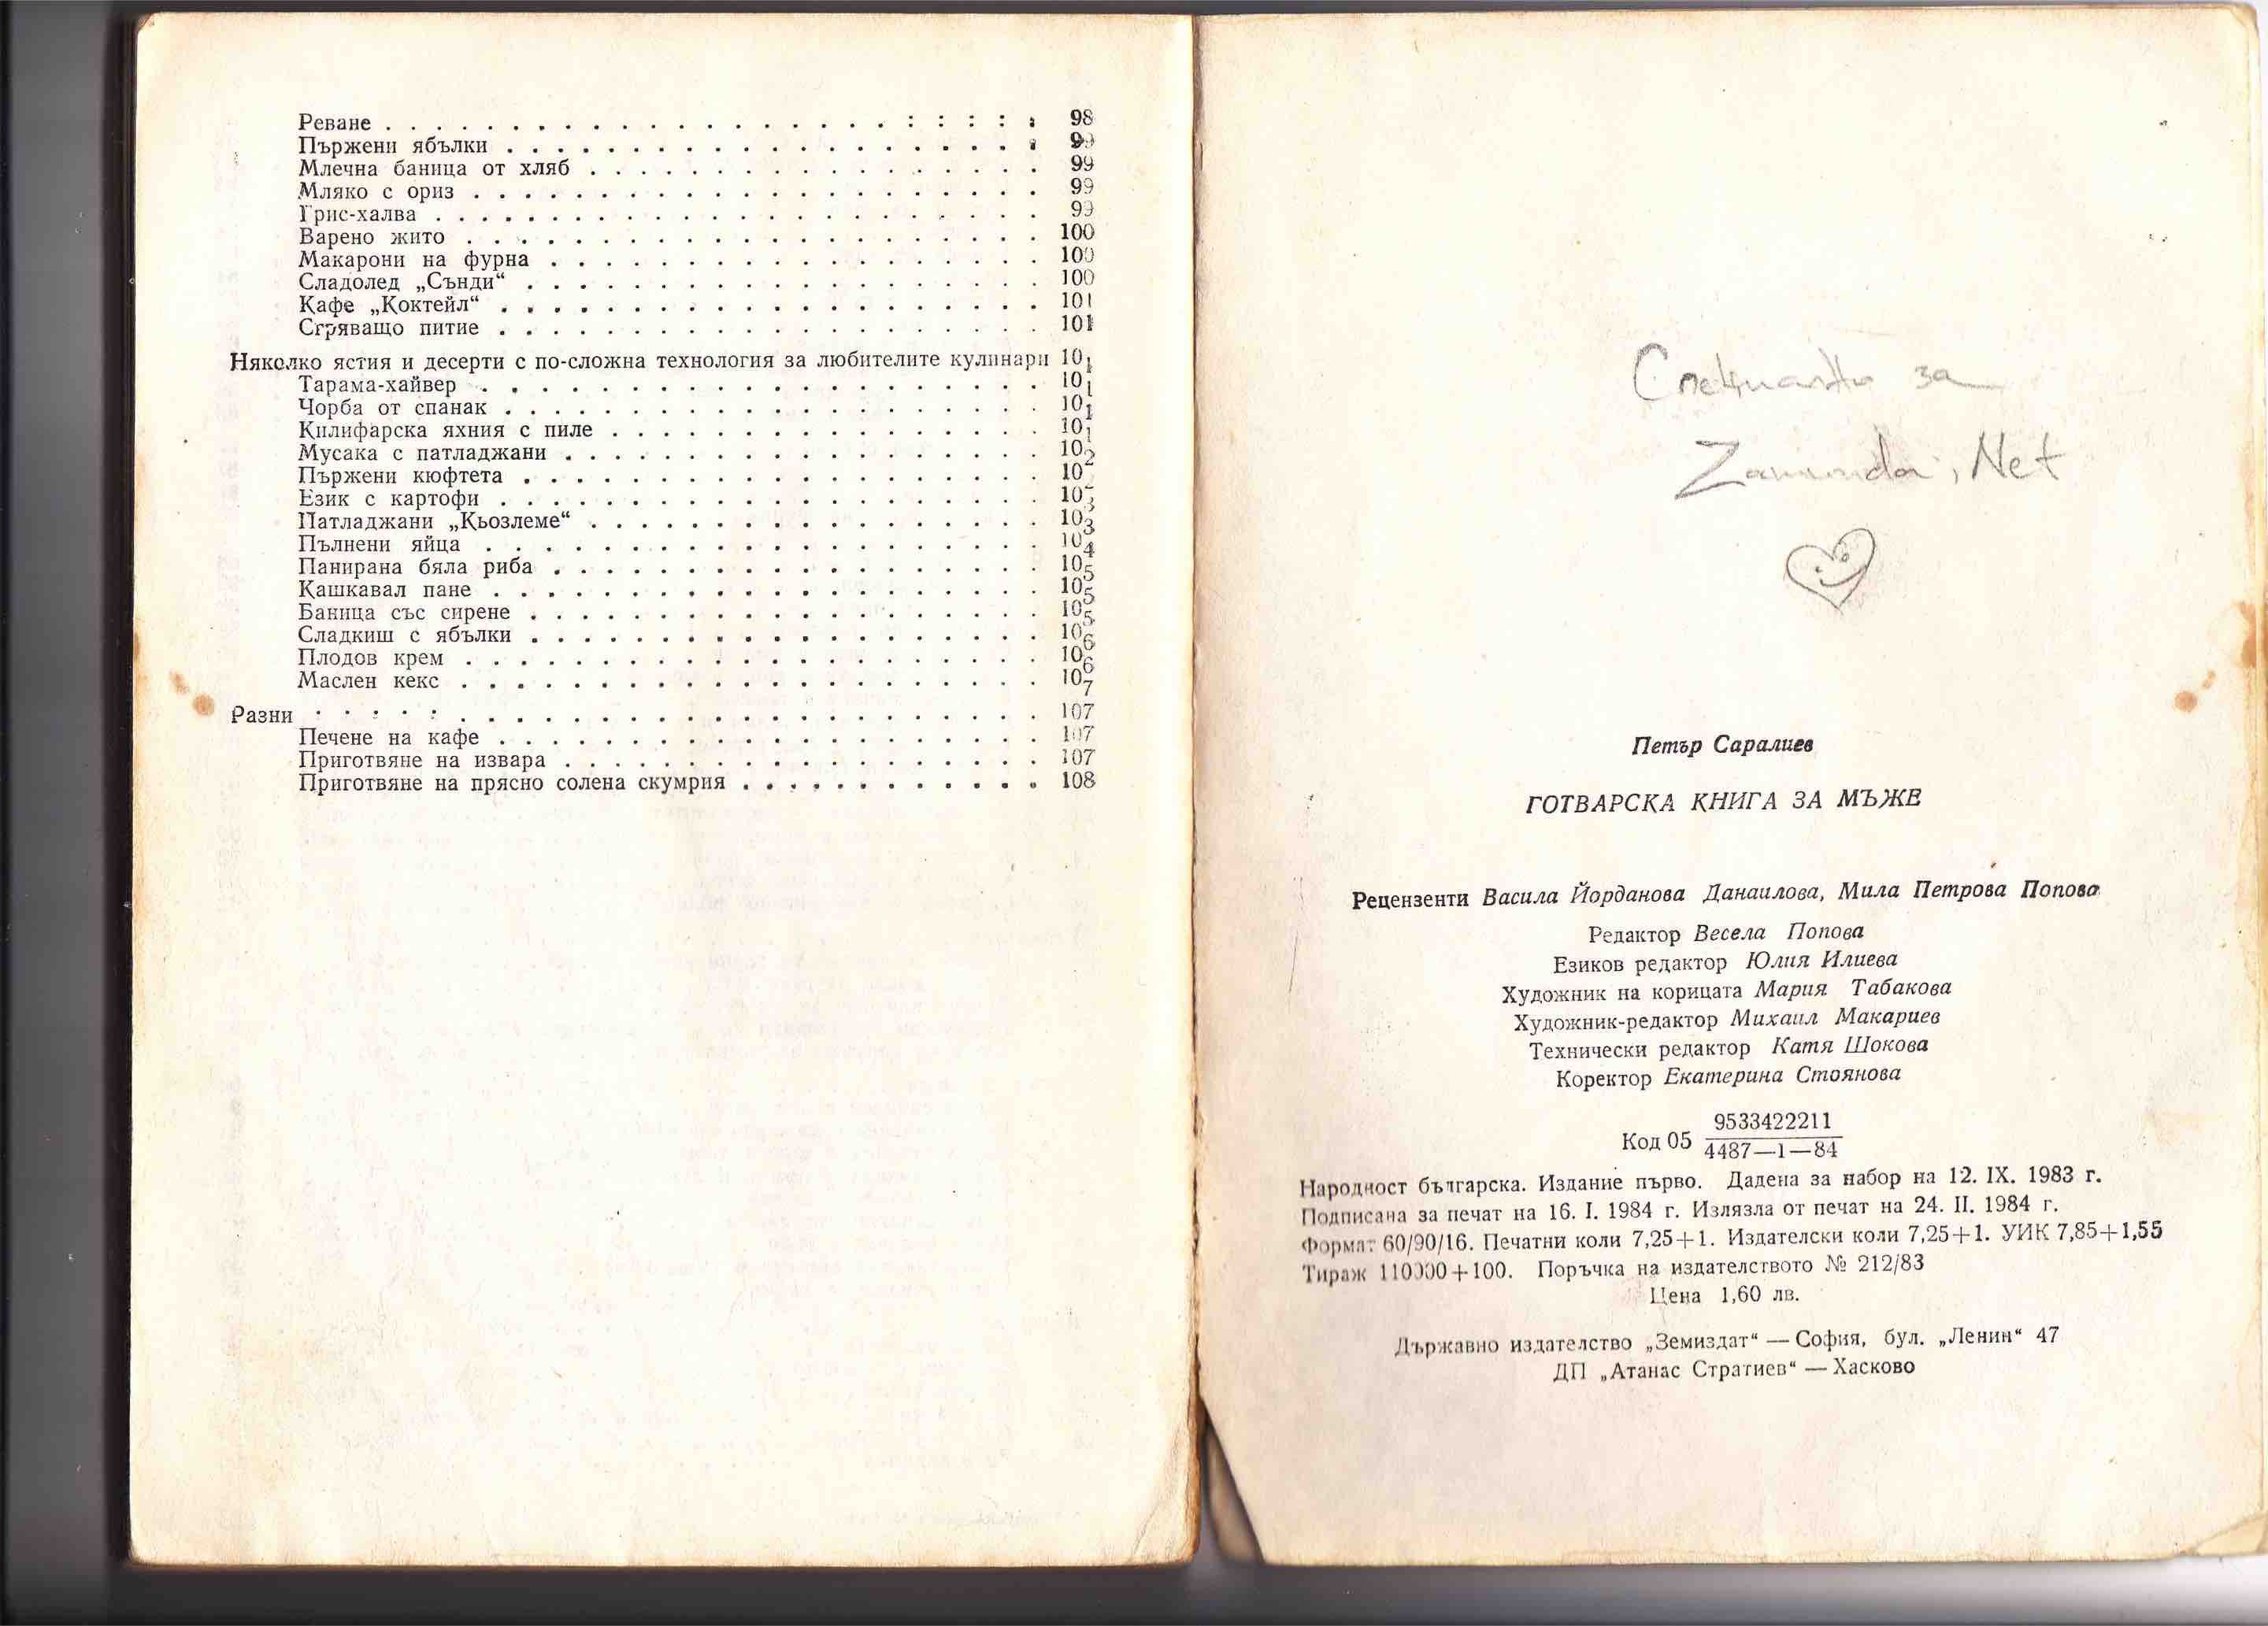 Реване . . . . . . . . . . . . . . . . . . . . : : : : : 98
Пържени ябълки . . . . . . . . . . . . . . . . . . . . 99
Млечна баница от хляб . . . . . . . . . . . . . . . . . 99
Мляко с ориз . . . . . . . . . . . . . . . . . . . . . 99
Грис-халва . . . . . . . . . . . . . . . . . . . . . . 99
Варено жито . . . . . . . . . . . . . . . . . . . . . 100
Макарони на фурна . . . . . . . . . . . . . . . . . . 100
Сладолед „Сънди“ . . . . . . . . . . . . . . . . . . . 100
Кафе „Коктейл“ . . . . . . . . . . . . . . . . . . . . 101
Сгряващо питие . . . . . . . . . . . . . . . . . . . . 101
Няколко ястия и десерти с по-сложна технология за любителите кулинари 101
Тарама-хайвер . . . . . . . . . . . . . . . . . . . . 101
Чорба от спанак . . . . . . . . . . . . . . . . . . . 101
Килифарска яхния с пиле . . . . . . . . . . . . . . . . 101
Мусака с патладжани . . . . . . . . . . . . . . . . . 102
Пържени кюфтета . . . . . . . . . . . . . . . . . . .
Език с картофи . . . . . . . . . . . . . . . . . . . .
Патладжани „Кьозлеме“ . . . . . . . . . . . . . . . . . 103
Пълнени яйца . . . . . . . . . . . . . . . . . . . . 104
Панирана бяла риба . . . . . . . . . . . . . . . . . . 105
Кашкавал пане . . . . . . . . . . . . . . . . . . . . 105
Баница със сирене . . . . . . . . . . . . . . . . . . 105
Сладкиш с ябълки . . . . . . . . . . . . . . . . . . . 106
Плодов крем . . . . . . . . . . . . . . . . . . . . . 106
Маслен кекс . . . . . . . . . . . . . . . . . . . . . 107
Разни . . : . : . . . . . . . . . . . . . . . . . . . . 107
Печене на кафе . . . . . . . . . . . . . . . . . . . . 107
Приготвяне на извара . . . . . . . . . . . . . . . . . 107
Приготвяне на прясно солена скумрия . . . . . . . . . . . 108
Специално за
Zamunda.Net
Петър Саралиев
ГОТВАРСКА КНИГА ЗА МЪЖЕ
Рецензенти Васила Йорданова Данаилова, Мила Петрова Попова
Редактор Весела Попова
Езиков редактор Юлия Илиева
Художник на корицата Мария Табакова
Художник-редактор Михаил Макариев
Технически редактор Катя Шокова
Коректор Екатерина Стоянова
9533422211
Код 05
4487—1—84
Народност българска. Издание първо. Дадена за набор на 12. IX. 1983 г.
Подписана за печат на 16. I. 1984 г. Излязла от печат на 24. II. 1984 г.
Формат 60/90/16. Печатни коли 7,25+1. Издателски коли 7,25+1. УИК 7,85+1,55
Тираж 110000+100. Поръчка на издателството № 212/83
Цена 1,60 лв.
Държавно издателство „Земиздат“ — София, бул. „Ленин“ 47
ДП „Атанас Стратиев“ — Хасково